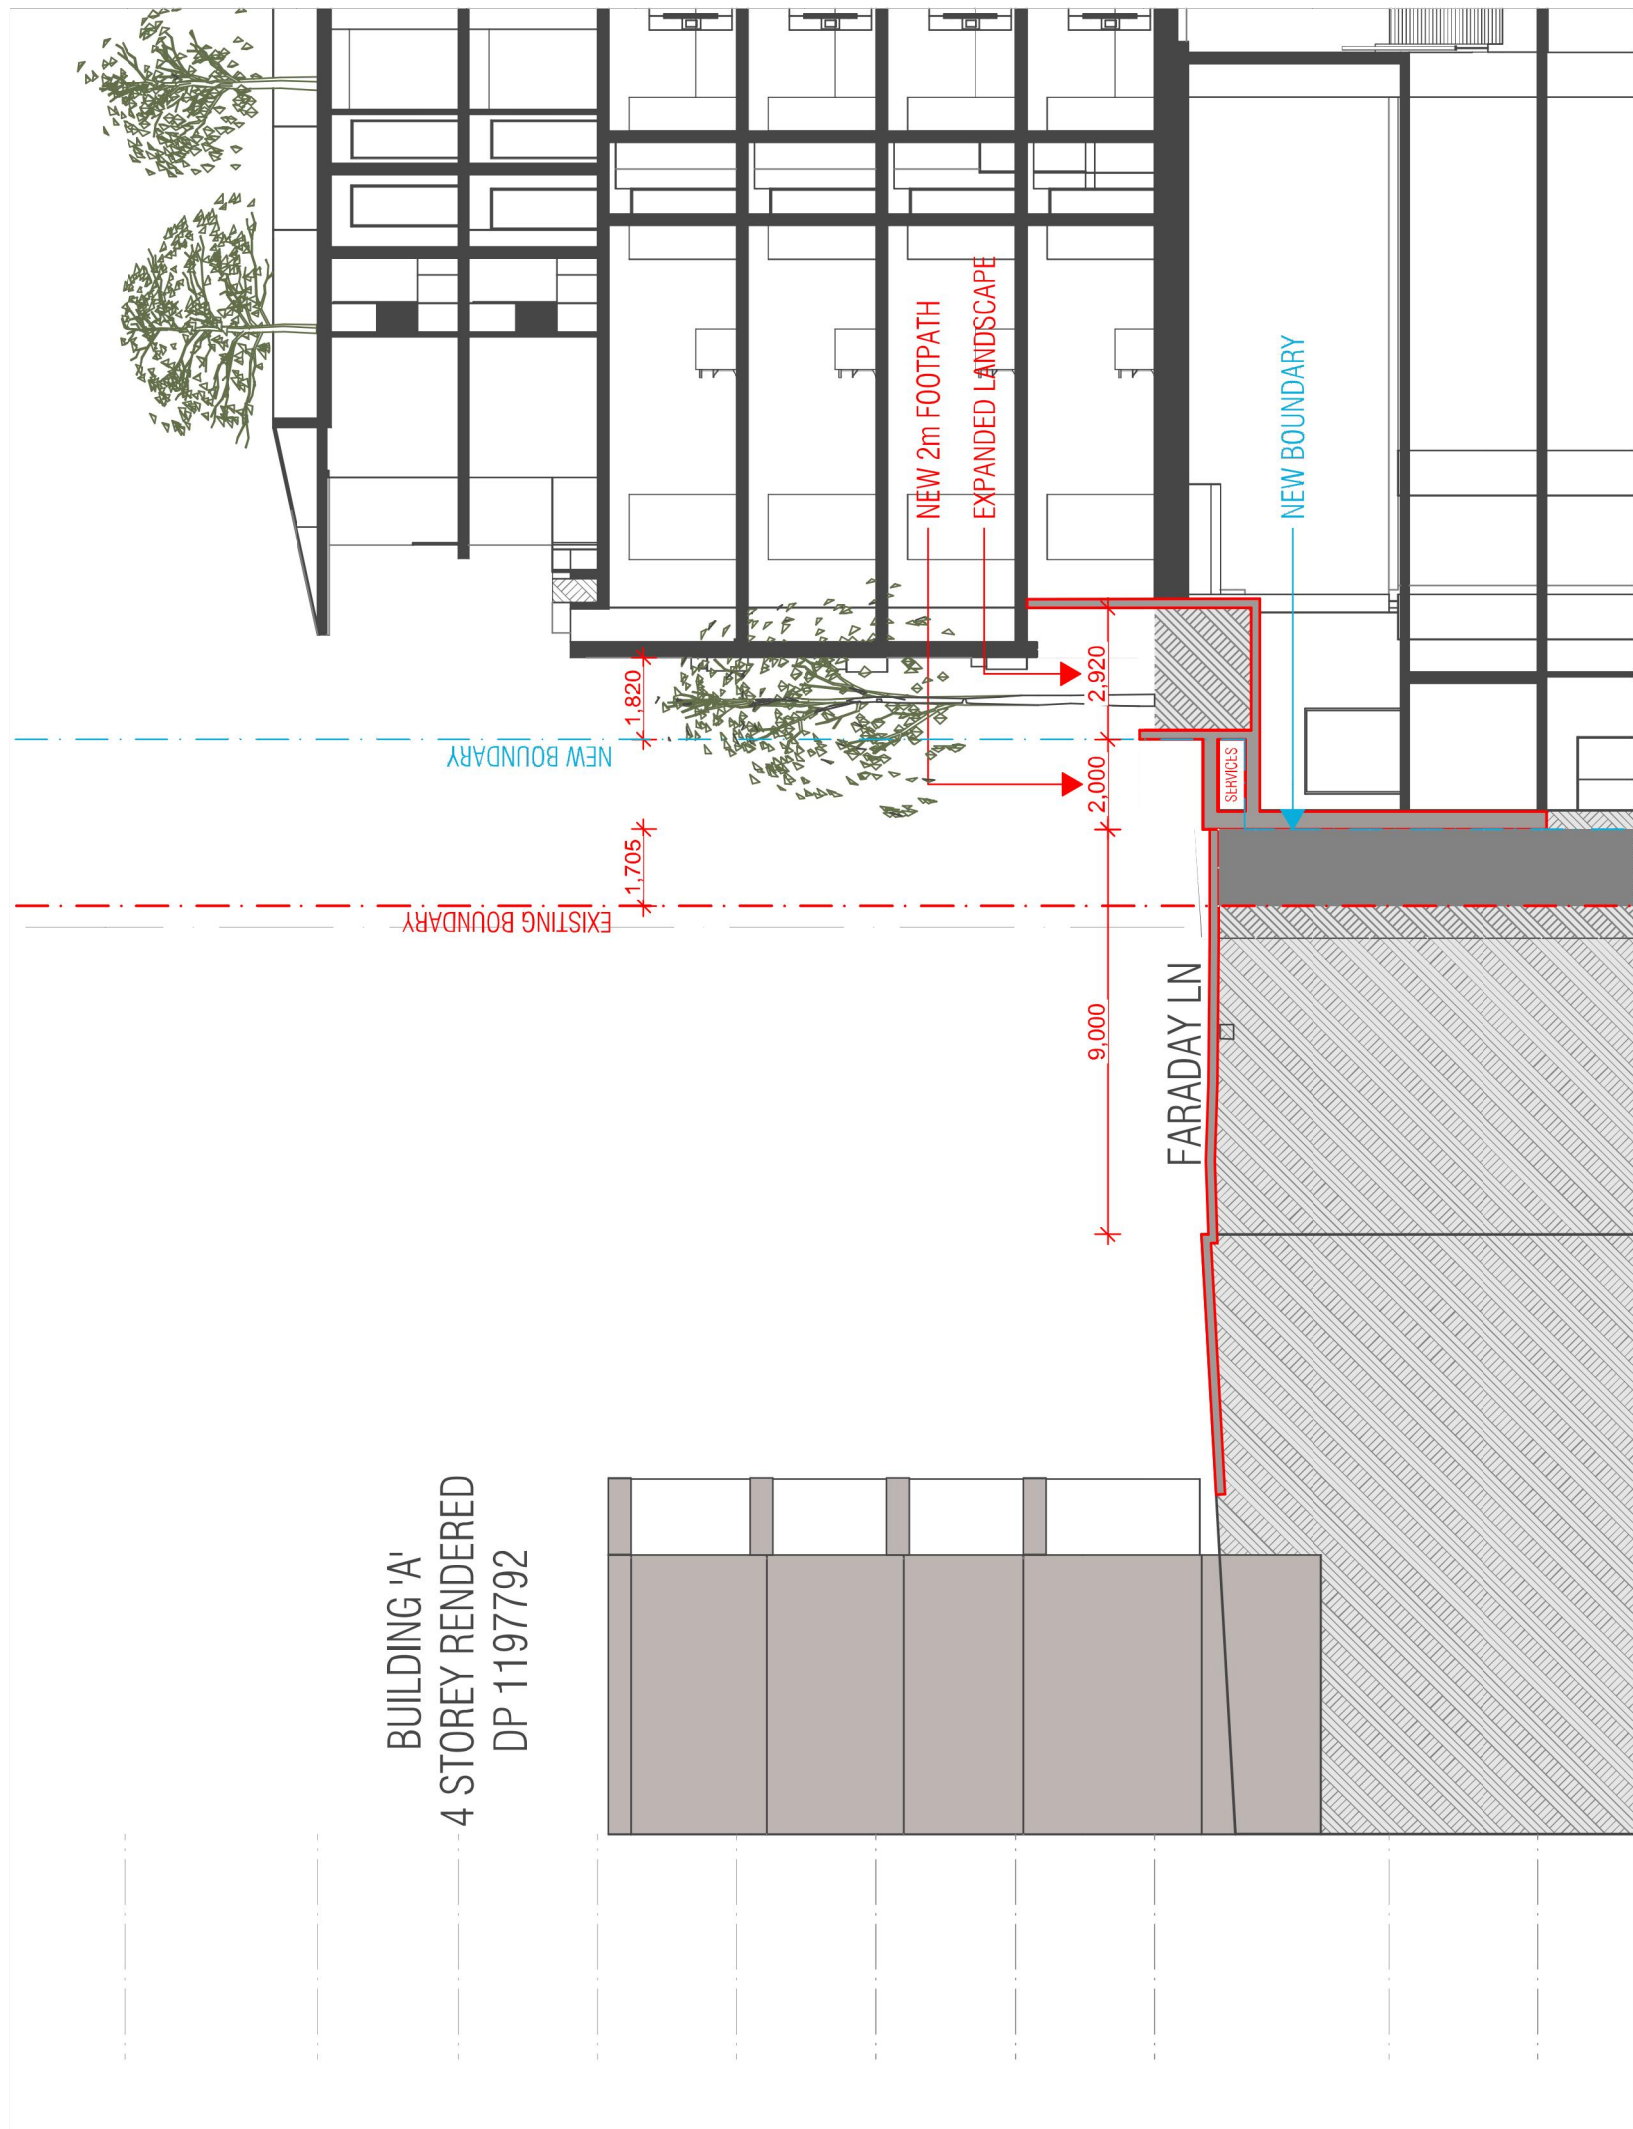 BUILDING 'A'
4 STOREY RENDERED
DP 1197792
EXISTING BOUNDARY
NEW BOUNDARY
1,705
1,820
NEW 2m FOOTPATH
EXPANDED LANDSCAPE
9,000
2,000
2,920
FARADAY LN
SERVICES
NEW BOUNDARY